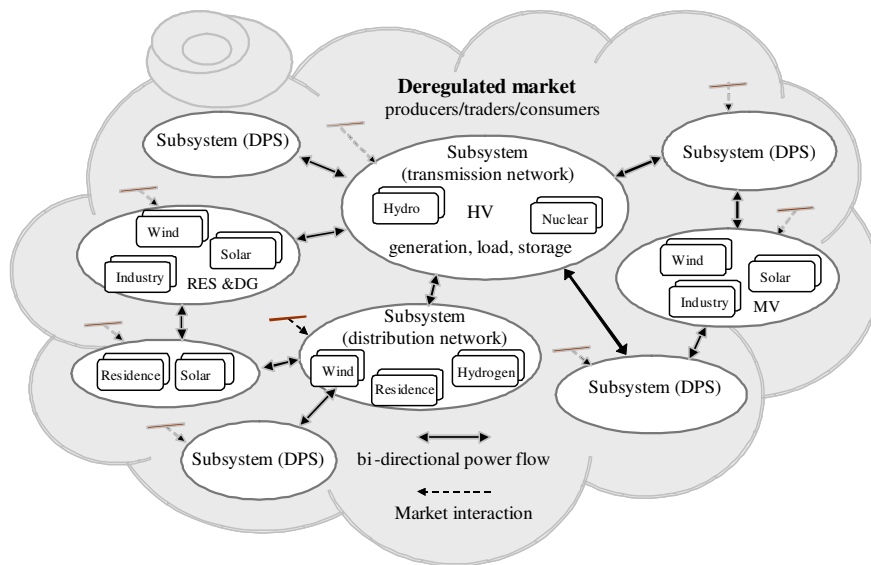 Deregulated market
producers/traders/consumers
Subsystem (DPS)
Subsystem
(transmission network)
Hydro
HV
Nuclear
generation, load, storage
Subsystem (DPS)
Wind
Solar
Industry
RES &DG
Wind
Solar
Industry
MV
Subsystem
(distribution network)
Wind
Residence
Hydrogen
Residence
Solar
Subsystem (DPS)
Subsystem (DPS)
bi-directional power flow
Market interaction